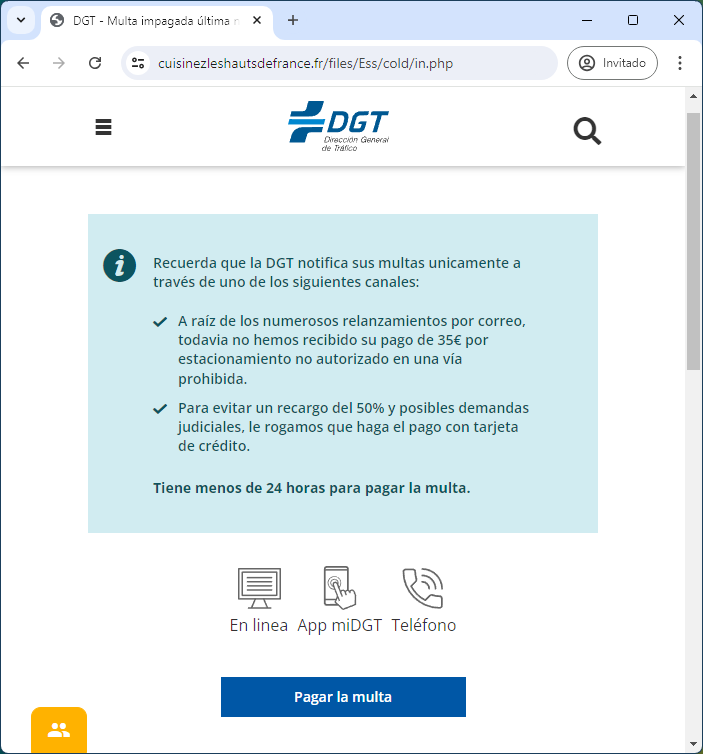 DGT - Multa impagada última
cuisinezleshautsdefrance.fr/files/Ess/cold/in.php
Invitado
DGT
Dirección General
de Tráfico
Recuerda que la DGT notifica sus multas unicamente a
través de uno de los siguientes canales:
A raíz de los numerosos relanzamientos por correo,
todavia no hemos recibido su pago de 35€ por
estacionamiento no autorizado en una vía
prohibida.
Para evitar un recargo del 50% y posibles demandas
judiciales, le rogamos que haga el pago con tarjeta
de crédito.
Tiene menos de 24 horas para pagar la multa.
En linea App miDGT Teléfono
Pagar la multa